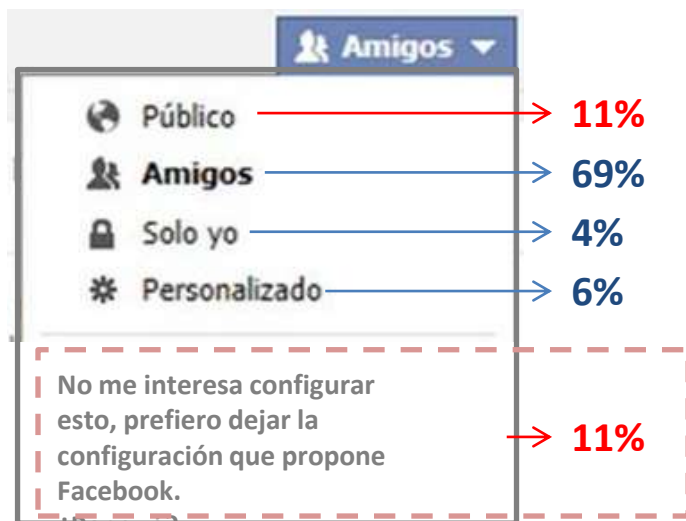 Amigos
Público 11%
Amigos 69%
Solo yo 4%
Personalizado 6%
No me interesa configurar
esto, prefiero dejar la
configuración que propone
Facebook.
11%